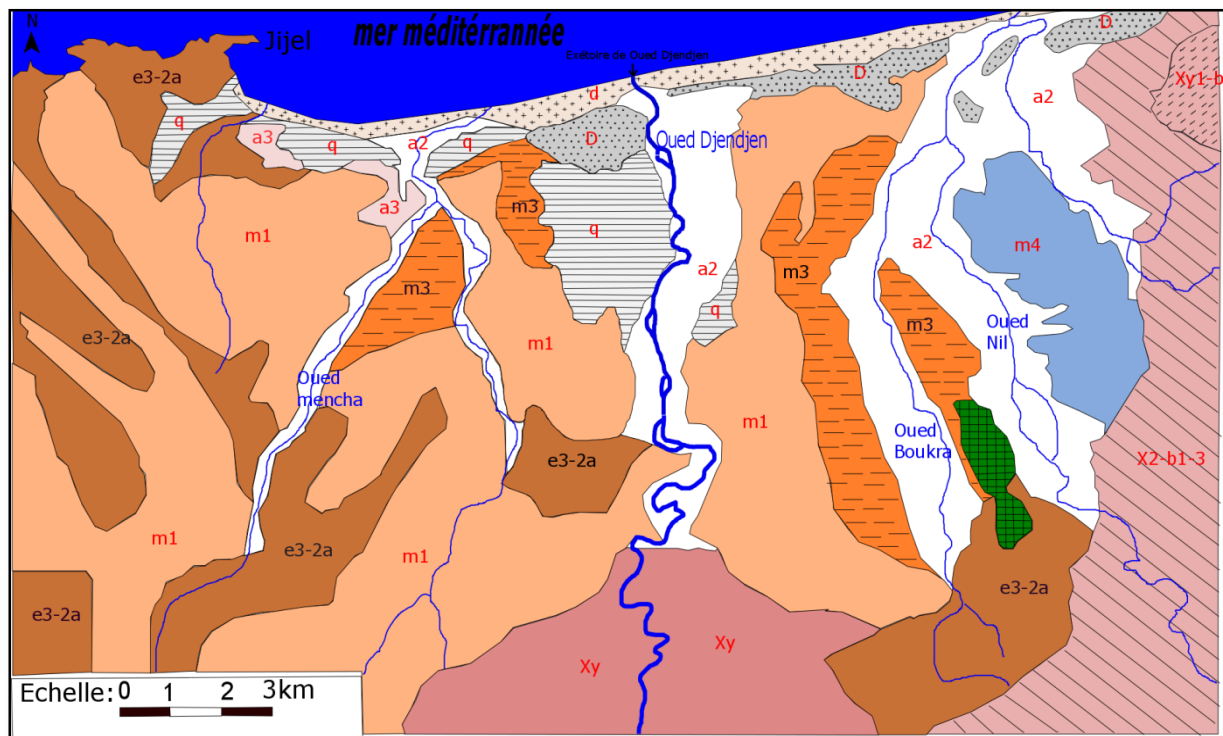 N
Jijel
mer méditérrannée
Exétoire de Oued Djendjen
D
e3-2a
D
Xy1-b
d
a2
q
a3
q
a2
q
D
Oued Djendjen
a3
m3
q
m1
a2
m4
m3
a2
m3
q
m3
e3-2a
Oued
Nil
m1
Oued
mencha
m1
Oued
Boukra
e3-2a
X2-b1-3
m1
e3-2a
m1
e3-2a
e3-2a
Xy
Xy
Echelle: 0 1 2 3km